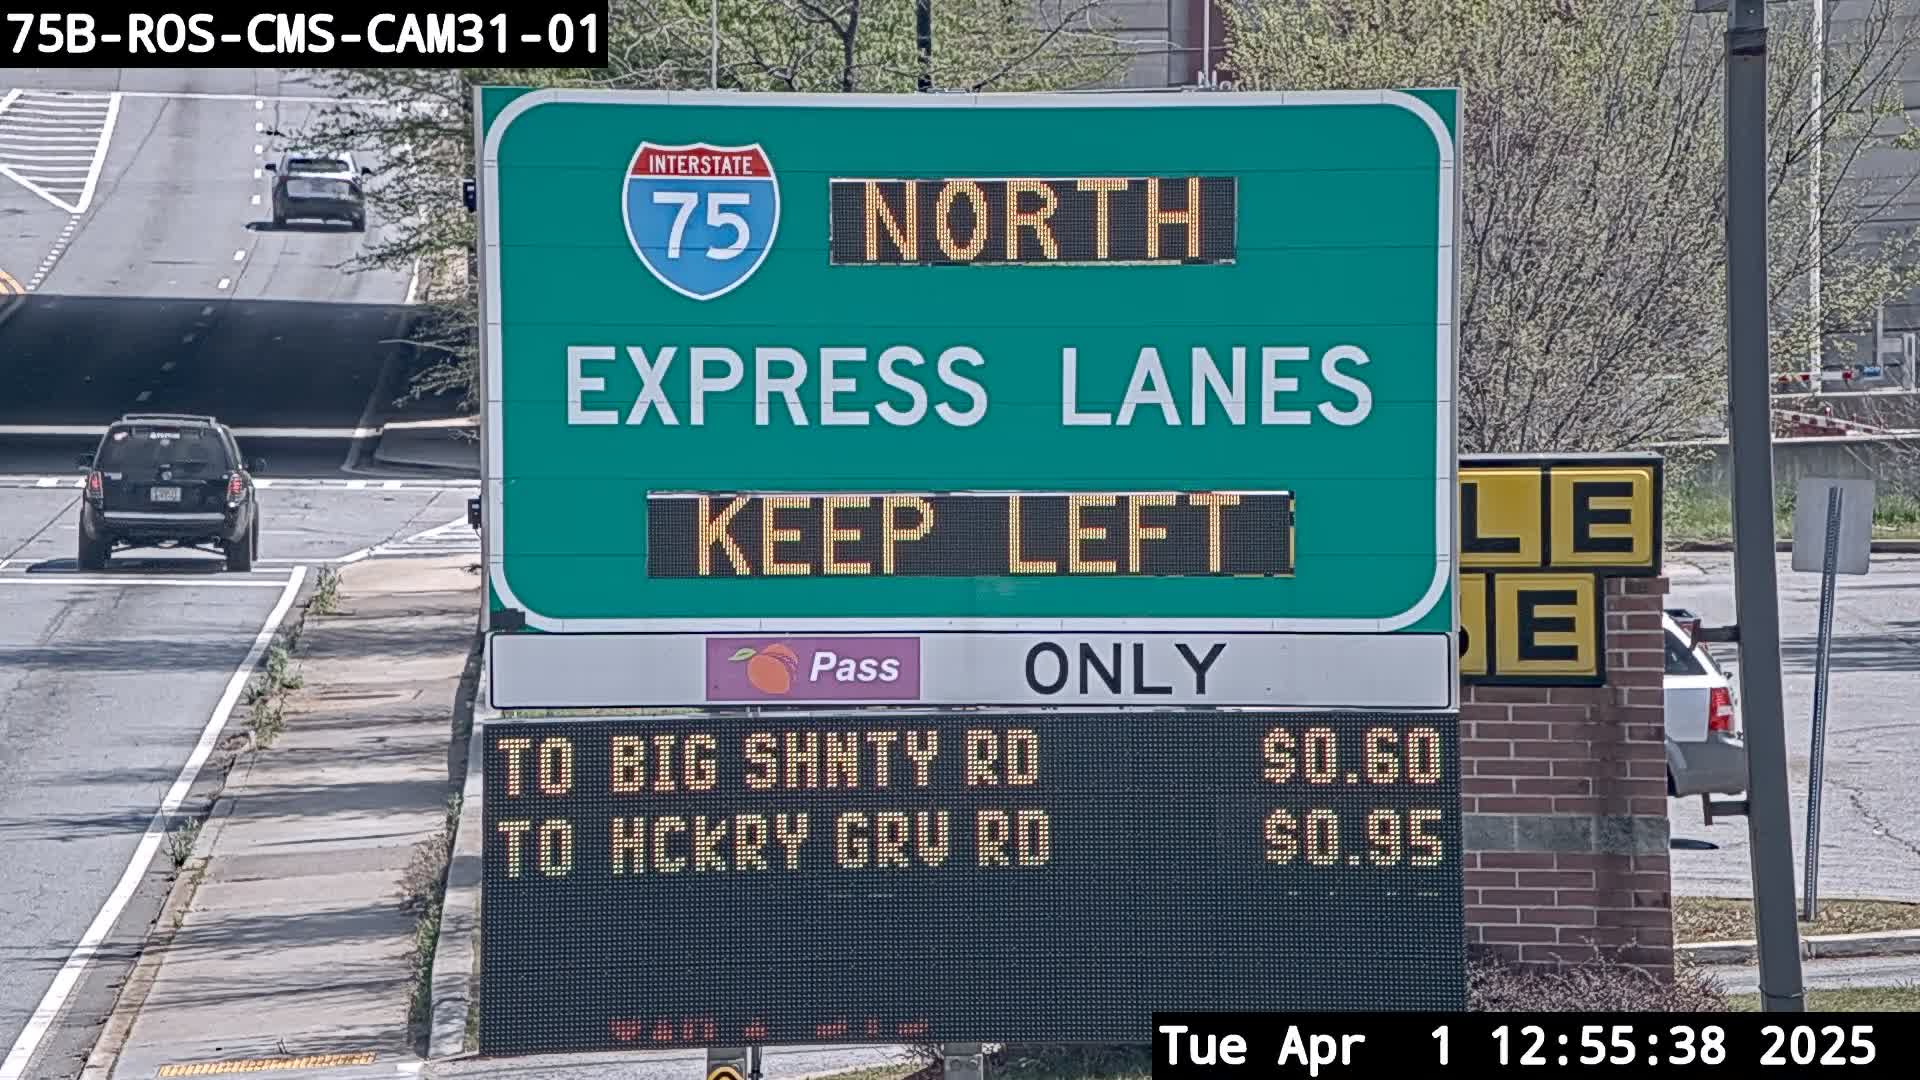 75B-ROS-CMS-CAM31-01
INTERSTATE
75
NORTH
EXPRESS LANES
KEEP LEFT
LE
E
Pass ONLY
TO BIG SHNTY RD $0.60
TO HCKRY GRV RD $0.95
Tue Apr 1 12:55:38 2025